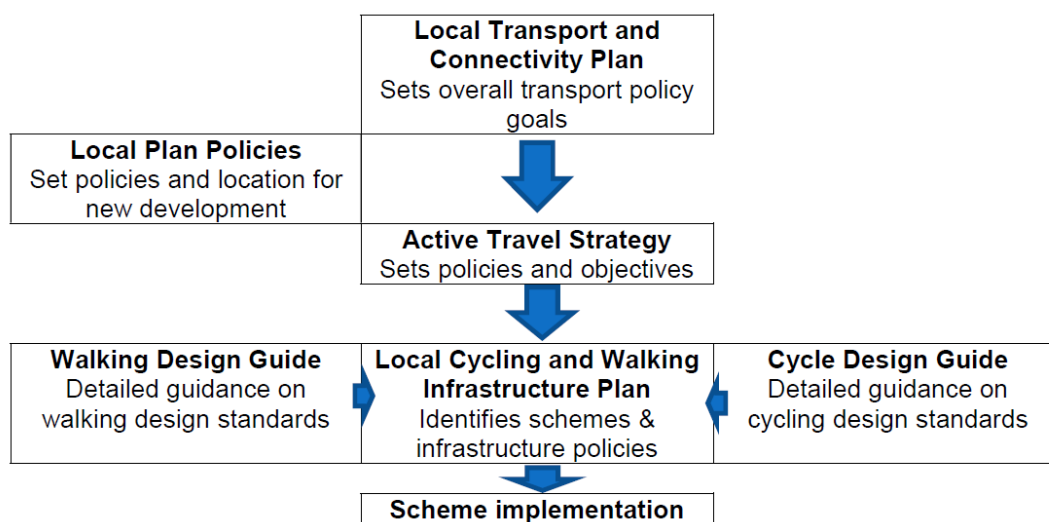 Local Transport and
Connectivity Plan
Sets overall transport policy
goals
Local Plan Policies
Set policies and location for
new development
Active Travel Strategy
Sets policies and objectives
Walking Design Guide
Detailed guidance on
walking design standards
Local Cycling and Walking
Infrastructure Plan
Identifies schemes &
infrastructure policies
Cycle Design Guide
Detailed guidance on
cycling design standards
Scheme implementation